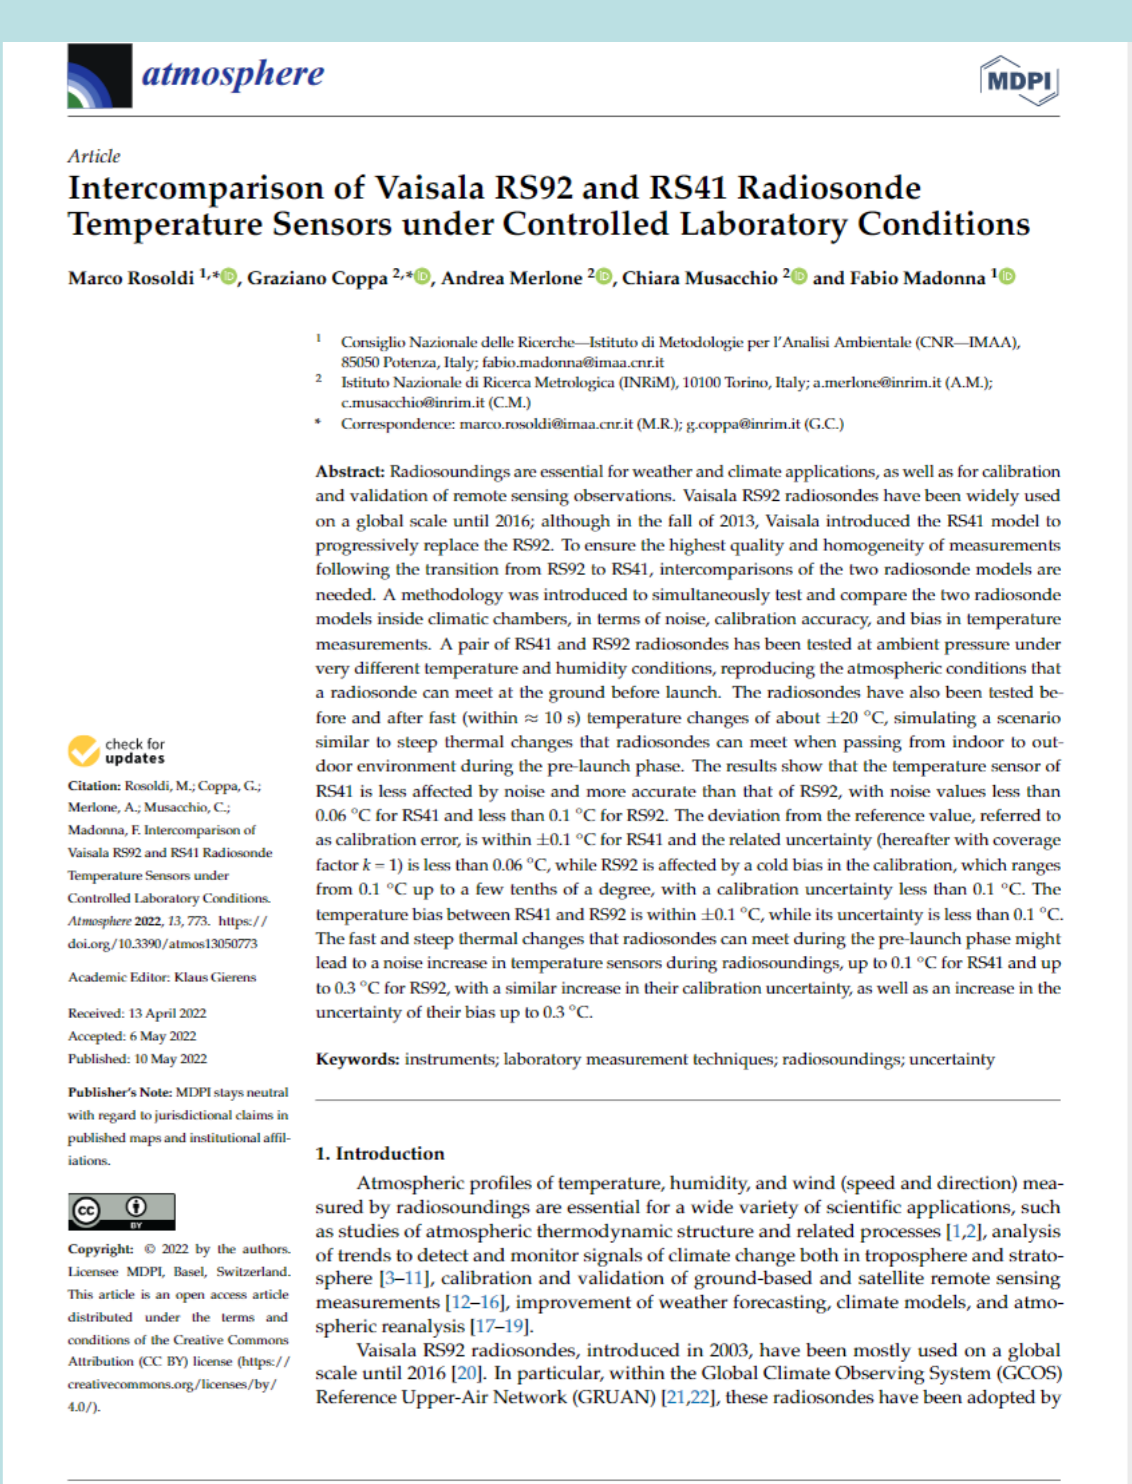 atmosphere
MDPI
Article
Intercomparison of Vaisala RS92 and RS41 Radiosonde
Temperature Sensors under Controlled Laboratory Conditions
Marco Rosoldi 1,*, Graziano Coppa 2,*, Andrea Merlone 2, Chiara Musacchio 2 and Fabio Madonna 1
1 Consiglio Nazionale delle Ricerche—Istituto di Metodologie per l'Analisi Ambientale (CNR—IMAA),
85050 Potenza, Italy; fabio.madonna@imaa.cnr.it
2 Istituto Nazionale di Ricerca Metrologica (INRiM), 10100 Torino, Italy; a.merlone@inrim.it (A.M.);
c.musacchio@inrim.it (C.M.)
* Correspondence: marco.rosoldi@imaa.cnr.it (M.R.); g.coppa@inrim.it (G.C.)
Abstract: Radiosoundings are essential for weather and climate applications, as well as for calibration
and validation of remote sensing observations. Vaisala RS92 radiosondes have been widely used
on a global scale until 2016; although in the fall of 2013, Vaisala introduced the RS41 model to
progressively replace the RS92. To ensure the highest quality and homogeneity of measurements
following the transition from RS92 to RS41, intercomparisons of the two radiosonde models are
needed. A methodology was introduced to simultaneously test and compare the two radiosonde
models inside climatic chambers, in terms of noise, calibration accuracy, and bias in temperature
measurements. A pair of RS41 and RS92 radiosondes has been tested at ambient pressure under
very different temperature and humidity conditions, reproducing the atmospheric conditions that
a radiosonde can meet at the ground before launch. The radiosondes have also been tested be-
fore and after fast (within ≈ 10 s) temperature changes of about ±20 °C, simulating a scenario
similar to steep thermal changes that radiosondes can meet when passing from indoor to out-
door environment during the pre-launch phase. The results show that the temperature sensor of
RS41 is less affected by noise and more accurate than that of RS92, with noise values less than
0.06 °C for RS41 and less than 0.1 °C for RS92. The deviation from the reference value, referred to
as calibration error, is within ±0.1 °C for RS41 and the related uncertainty (hereafter with coverage
factor k = 1) is less than 0.06 °C, while RS92 is affected by a cold bias in the calibration, which ranges
from 0.1 °C up to a few tenths of a degree, with a calibration uncertainty less than 0.1 °C. The
temperature bias between RS41 and RS92 is within ±0.1 °C, while its uncertainty is less than 0.1 °C.
The fast and steep thermal changes that radiosondes can meet during the pre-launch phase might
lead to a noise increase in temperature sensors during radiosoundings, up to 0.1 °C for RS41 and up
to 0.3 °C for RS92, with a similar increase in their calibration uncertainty, as well as an increase in the
uncertainty of their bias up to 0.3 °C.
Keywords: instruments; laboratory measurement techniques; radiosoundings; uncertainty
check for
updates
Citation: Rosoldi, M.; Coppa, G.;
Merlone, A.; Musacchio, C.;
Madonna, F. Intercomparison of
Vaisala RS92 and RS41 Radiosonde
Temperature Sensors under
Controlled Laboratory Conditions.
Atmosphere 2022, 13, 773. https://
doi.org/10.3390/atmos13050773
Academic Editor: Klaus Gierens
Received: 13 April 2022
Accepted: 6 May 2022
Published: 10 May 2022
Publisher's Note: MDPI stays neutral
with regard to jurisdictional claims in
published maps and institutional affil-
iations.
cc BY
Copyright: © 2022 by the authors.
Licensee MDPI, Basel, Switzerland.
This article is an open access article
distributed under the terms and
conditions of the Creative Commons
Attribution (CC BY) license (https://
creativecommons.org/licenses/by/
4.0/).
1. Introduction
Atmospheric profiles of temperature, humidity, and wind (speed and direction) mea-
sured by radiosoundings are essential for a wide variety of scientific applications, such
as studies of atmospheric thermodynamic structure and related processes [1,2], analysis
of trends to detect and monitor signals of climate change both in troposphere and strato-
sphere [3–11], calibration and validation of ground-based and satellite remote sensing
measurements [12–16], improvement of weather forecasting, climate models, and atmo-
spheric reanalysis [17–19].
Vaisala RS92 radiosondes, introduced in 2003, have been mostly used on a global
scale until 2016 [20]. In particular, within the Global Climate Observing System (GCOS)
Reference Upper-Air Network (GRUAN) [21,22], these radiosondes have been adopted by